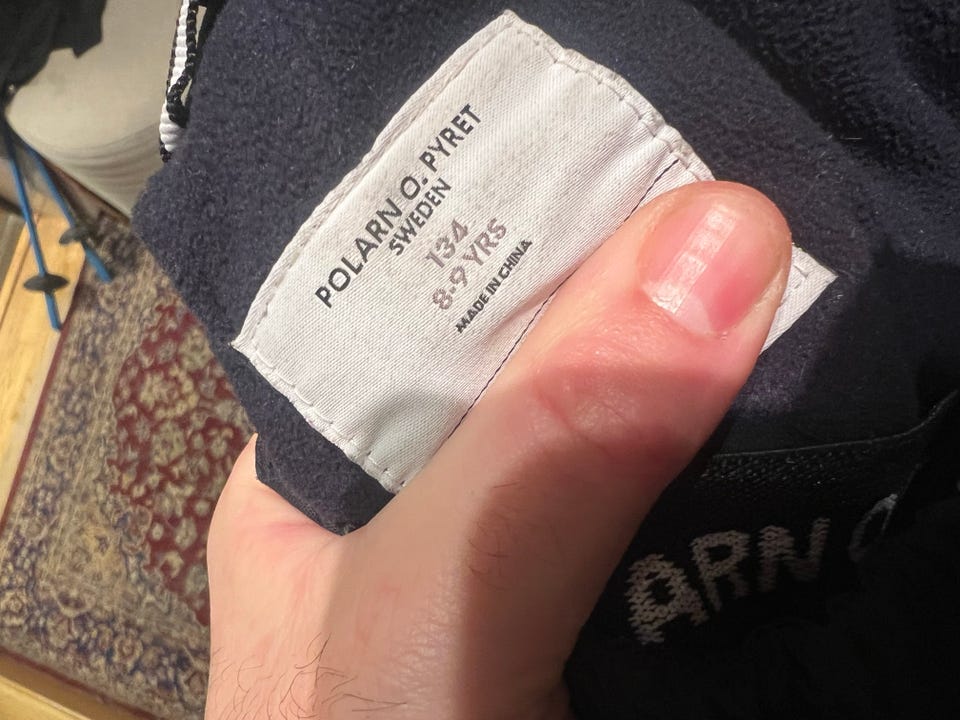 POLARN O. PYRET
SWEDEN
134
8-9 YRS
MADE IN CHINA
ARN O